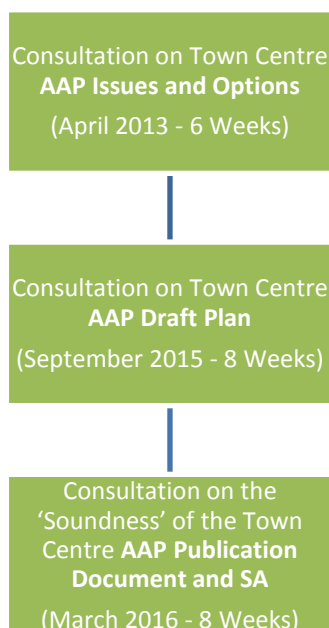 Consultation on Town Centre
AAP Issues and Options
(April 2013 - 6 Weeks)
Consultation on Town Centre
AAP Draft Plan
(September 2015 - 8 Weeks)
Consultation on the
‘Soundness’ of the Town
Centre AAP Publication
Document and SA
(March 2016 - 8 Weeks)